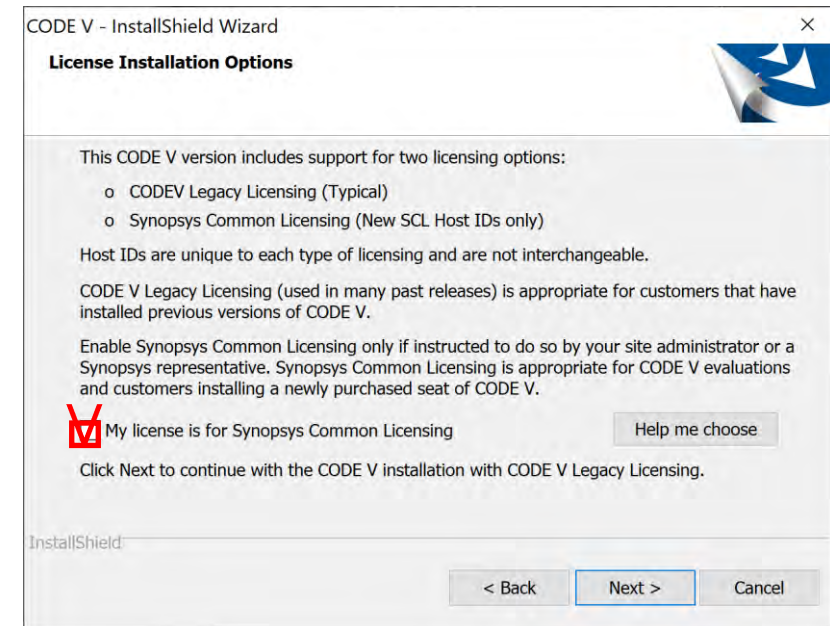 CODE V - InstallShield Wizard
License Installation Options
This CODE V version includes support for two licensing options:
o CODEV Legacy Licensing (Typical)
o Synopsys Common Licensing (New SCL Host IDs only)
Host IDs are unique to each type of licensing and are not interchangeable.
CODE V Legacy Licensing (used in many past releases) is appropriate for customers that have
installed previous versions of CODE V.
Enable Synopsys Common Licensing only if instructed to do so by your site administrator or a
Synopsys representative. Synopsys Common Licensing is appropriate for CODE V evaluations
and customers installing a newly purchased seat of CODE V.
My license is for Synopsys Common Licensing
Help me choose
Click Next to continue with the CODE V installation with CODE V Legacy Licensing.
InstallShield
< Back
Next >
Cancel